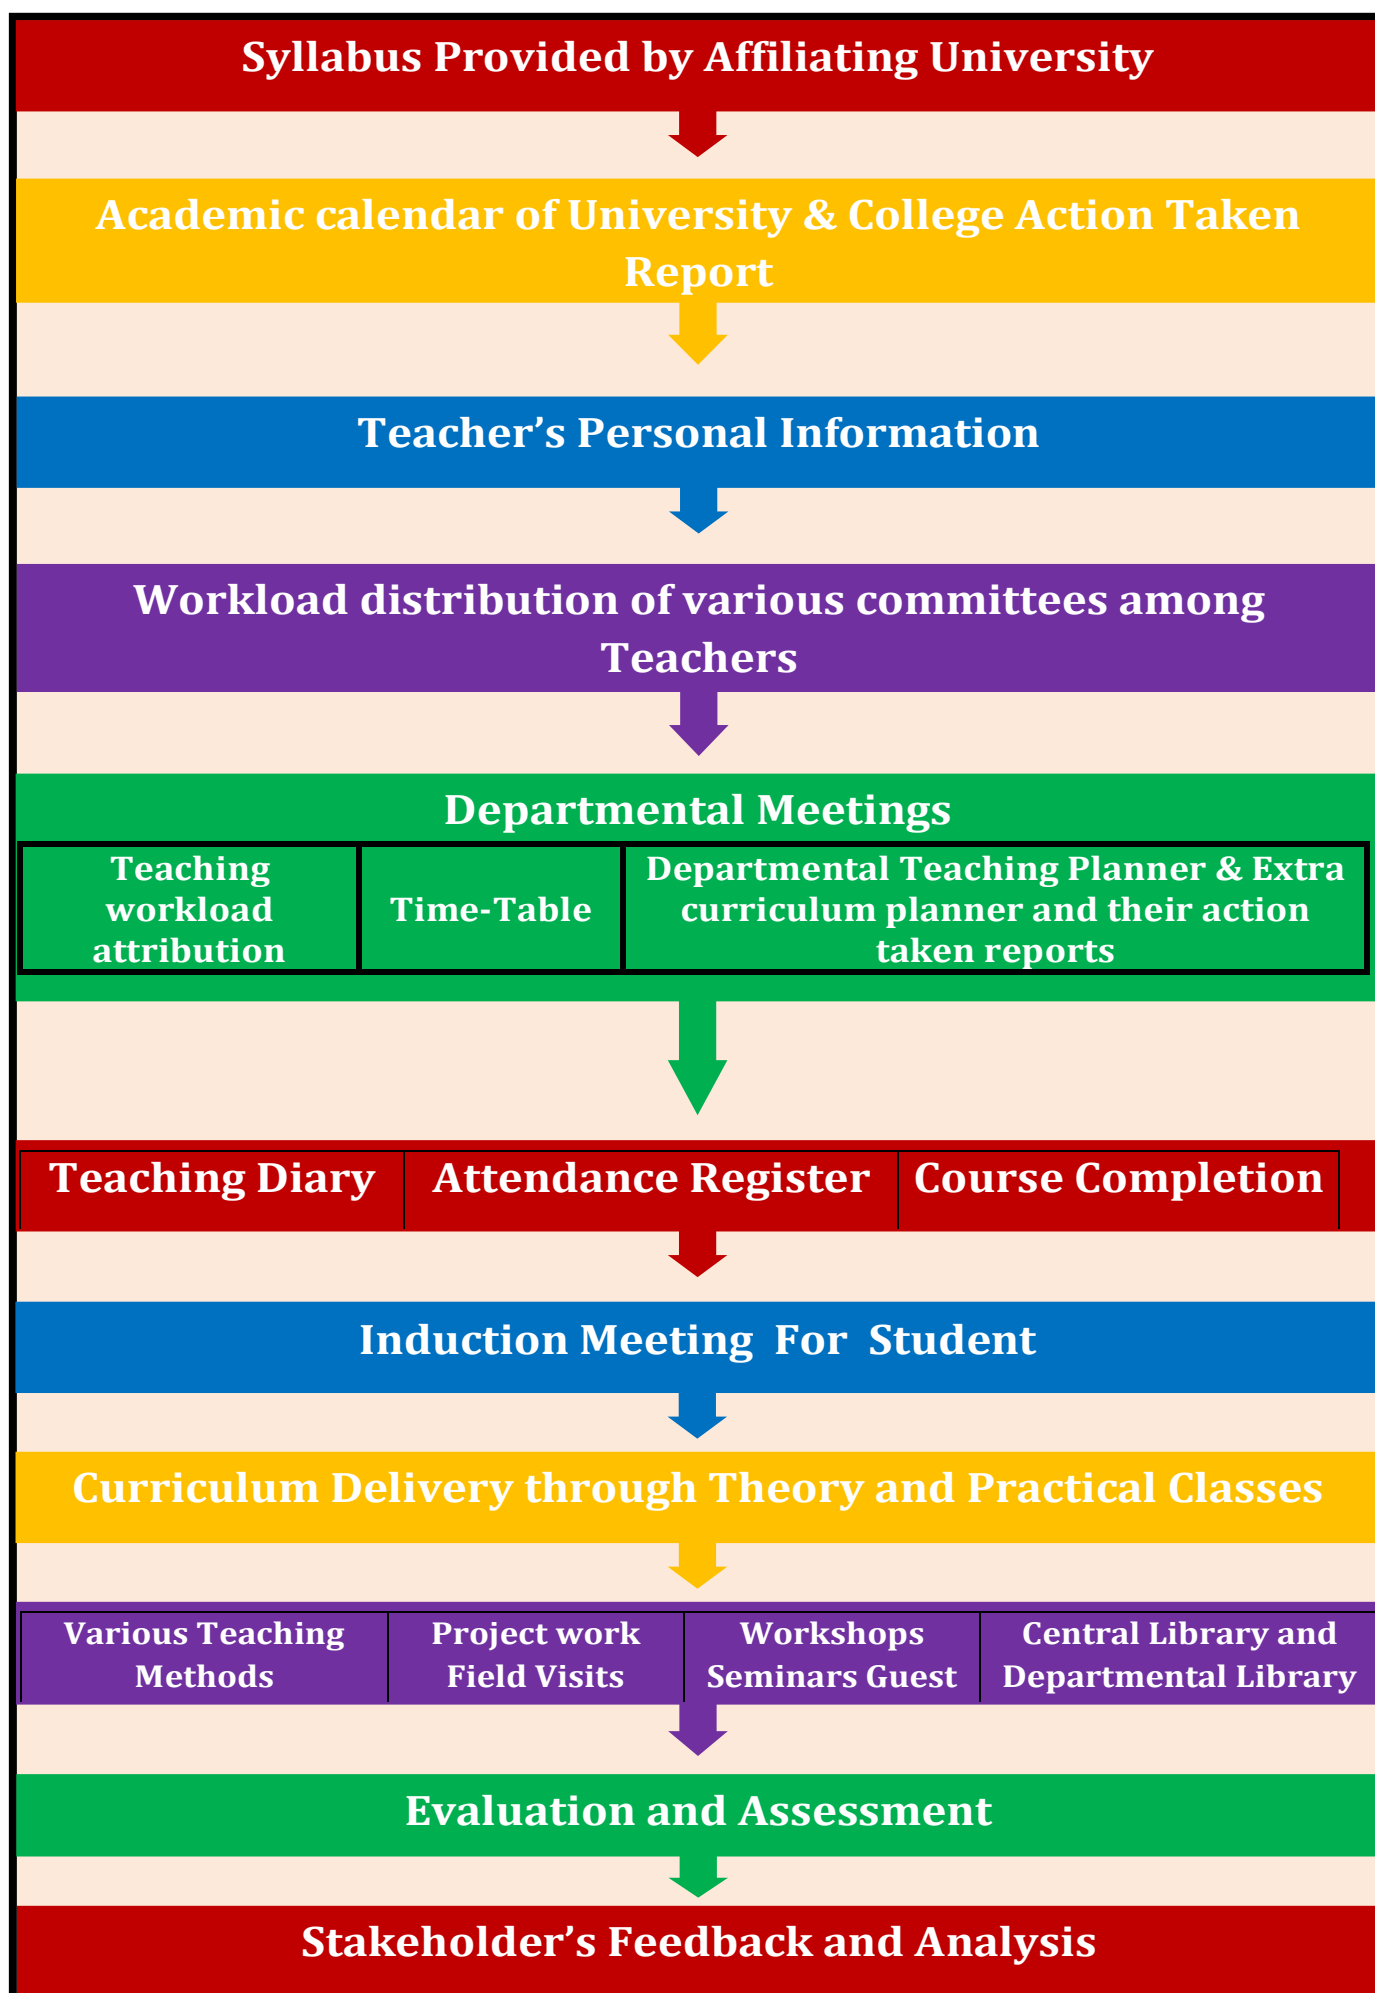 Syllabus Provided by Affiliating University
Academic calendar of University & College Action Taken
Report
Teacher’s Personal Information
Workload distribution of various committees among
Teachers
Departmental Meetings
Teaching
workload
attribution
Time-Table
Departmental Teaching Planner & Extra
curriculum planner and their action
taken reports
Teaching Diary
Attendance Register
Course Completion
Induction Meeting For Student
Curriculum Delivery through Theory and Practical Classes
Various Teaching
Methods
Project work
Field Visits
Workshops
Seminars Guest
Central Library and
Departmental Library
Evaluation and Assessment
Stakeholder’s Feedback and Analysis